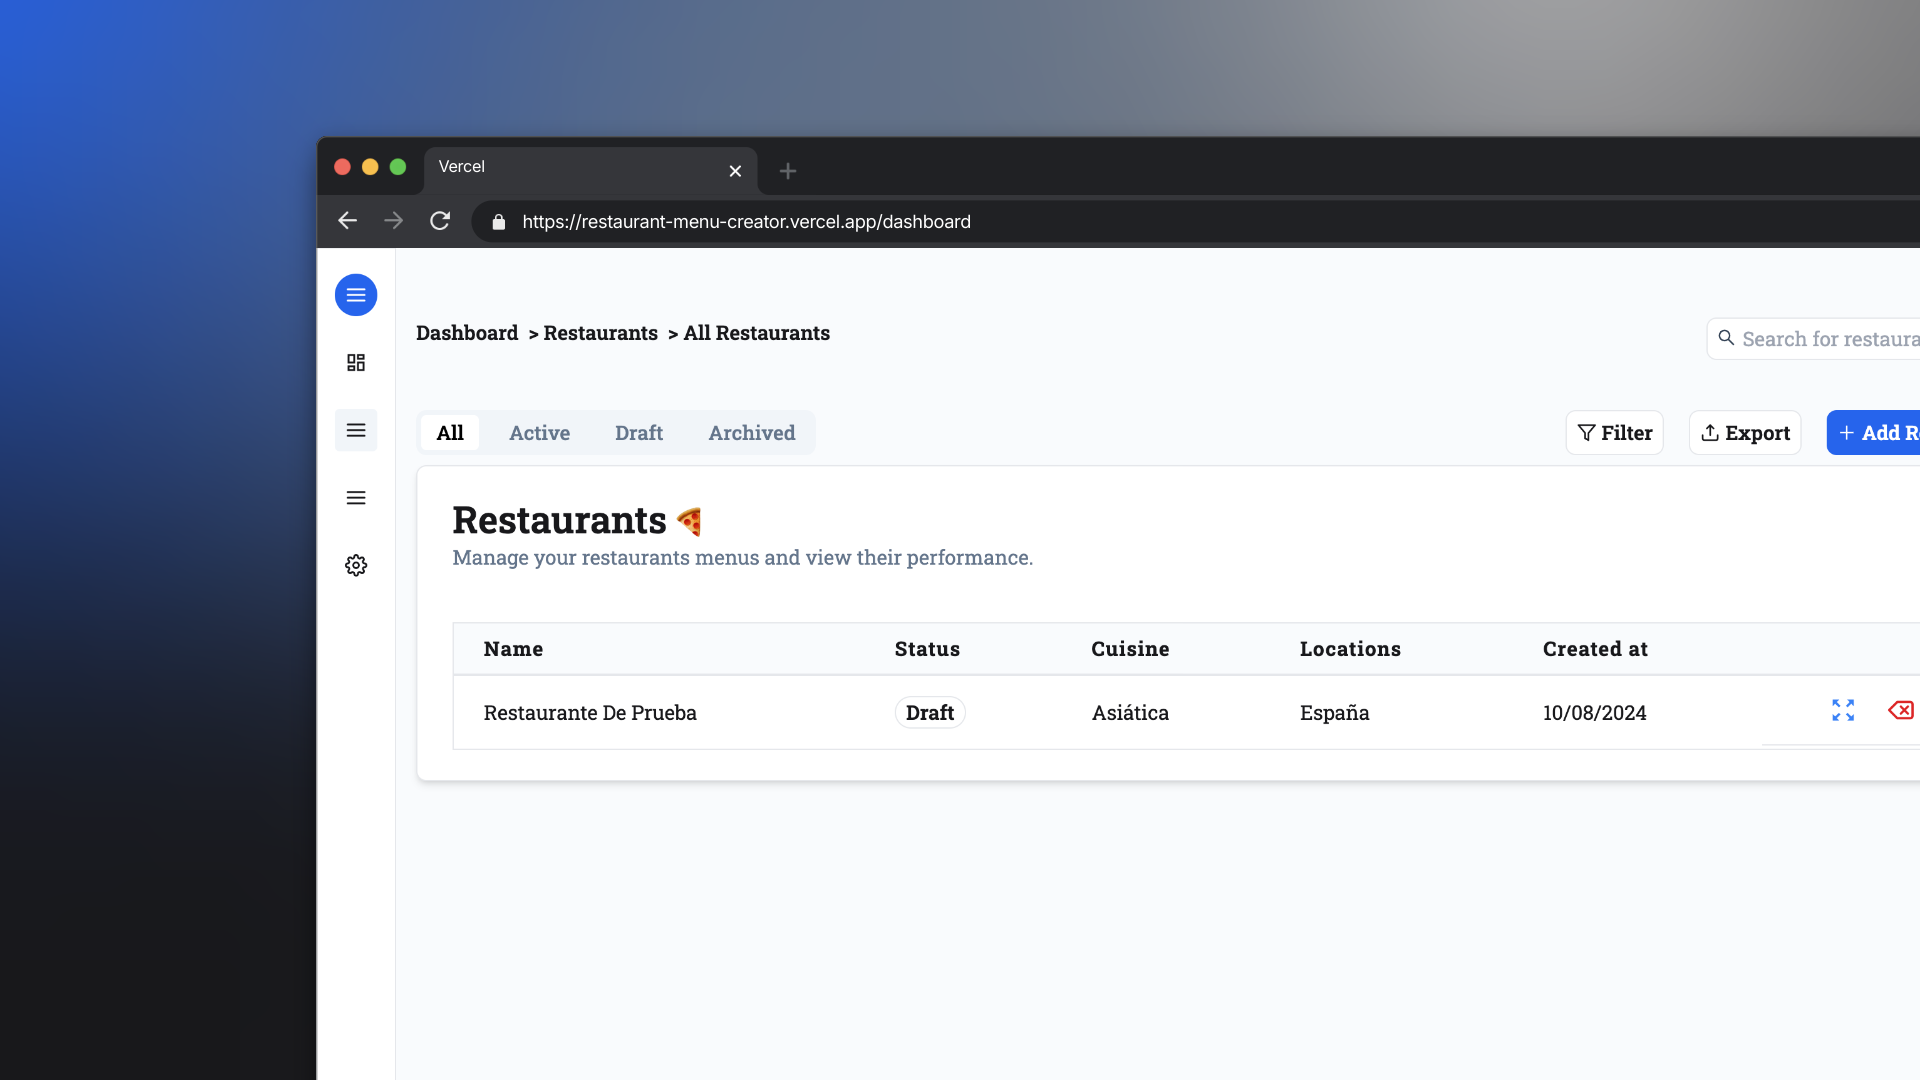 Vercel
https://restaurant-menu-creator.vercel.app/dashboard
Dashboard > Restaurants > All Restaurants
Search for restaura
All Active Draft Archived
Filter Export + Add R
Restaurants 🍕
Manage your restaurants menus and view their performance.
Name Status Cuisine Locations Created at
Restaurante De Prueba Draft Asiática España 10/08/2024